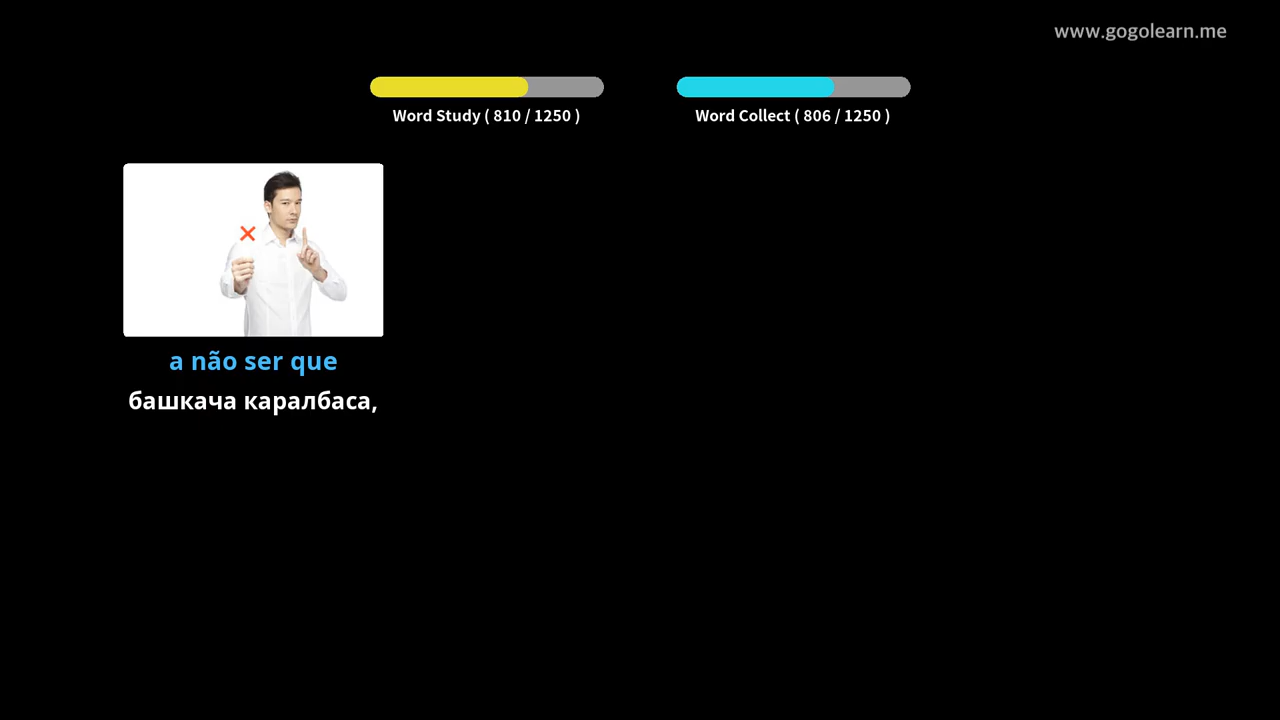 www.gogolearn.me
Word Study ( 810 / 1250 )
Word Collect ( 806 / 1250 )
a não ser que
башкача каралбаса,